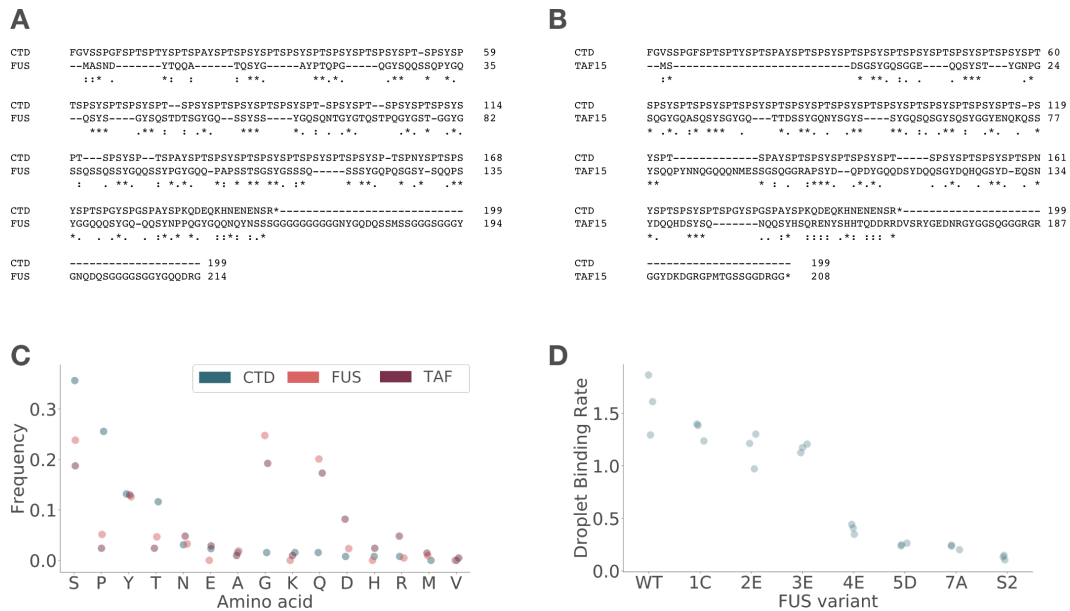 A
CTD FGVSSPGFSPTSPTYSPTSPAYSPTSPSYSPTSPSYSPTSPSYSPTSPSYSPT-SPSYSP 59
FUS --MASND-------YTQQA------TQSYG-----AYPTQPG------QGYSQQSSQPYGQ 35
CTD TSPSYSPTSPSYSPT--SPSYSPTSPSYSPTSPSYSPT-SPSYSPT--SPSYSPTSPSYS 114
FUS --QSYS----GYSQSTDTSGYGQ--SSYSS----YGQSQNTGYGTQSTPQGYGST-GGYG 82
CTD PT---SPSYSP--TSPAYSPTSPSYSPTSPSYSPTSPSYSPTSPSYSP--TSPNYSPTSPS 168
FUS SSQSSQSSYGQQSSYPGYGQQ-PAPSSTSGSYGSSSQ-----SSSYGQPQSGSY-SQQPS 135
CTD YSPTSPGYSPGSPAYSPKQDEQKHNENENSR*----------------------------- 199
FUS YGGQQQSYGQ-QQSYNPPQGYGQQNQYNSSSGGGGGGGGGGNYGQDQSSMSSGGGSGGGY 194
CTD -------------------- 199
FUS GNQDQSGGGGSGGYGQQDRG 214
B
CTD FGVSSPGFSPTSPTYSPTSPAYSPTSPSYSPTSPSYSPTSPSYSPTSPSYSPTSPSYSPT 60
TAF15 --MS----------------------------DSGSYGQSGGE---QQSYST---YGNPG 24
CTD SPSYSPTSPSYSPTSPSYSPTSPSYSPTSPSYSPTSPSYSPTSPSYSPTSPSYSPTS-PS 119
TAF15 SQGYGQASQSYSGYGQ--TTDSSYGQNYSGYS----SYGQSQSGYSQSYGGYENQKQSS 77
CTD YSPT-----------------SPAYSPTSPSYSPTSPSYSPT-----SPSYSPTSPSYSPTSPN 161
TAF15 YSQQPYNNQGQQQNMESSGSQGGRAPSYD--QPDYGQQDSYDQQSGYDQHQGSYD-EQSN 134
CTD YSPTSPSYSPTSPGYSPGSPAYSPKQDEQKHNENENSR*---------------------- 199
TAF15 YDQQHDSYSQ-------NQQSYHSQRENYSHHTQDDRRDVSRYGEDNRGYGGSQGGGRGR 187
CTD ---------------------- 199
TAF15 GGYDKDGRGPMTGSSGGDRGG* 208
C
CTD FUS TAF
Frequency
0.3
0.2
0.1
0.0
S P Y T N E A G K Q D H R M V
Amino acid
D
Droplet Binding Rate
1.5
1.0
0.5
0.0
WT 1C 2E 3E 4E 5D 7A S2
FUS variant